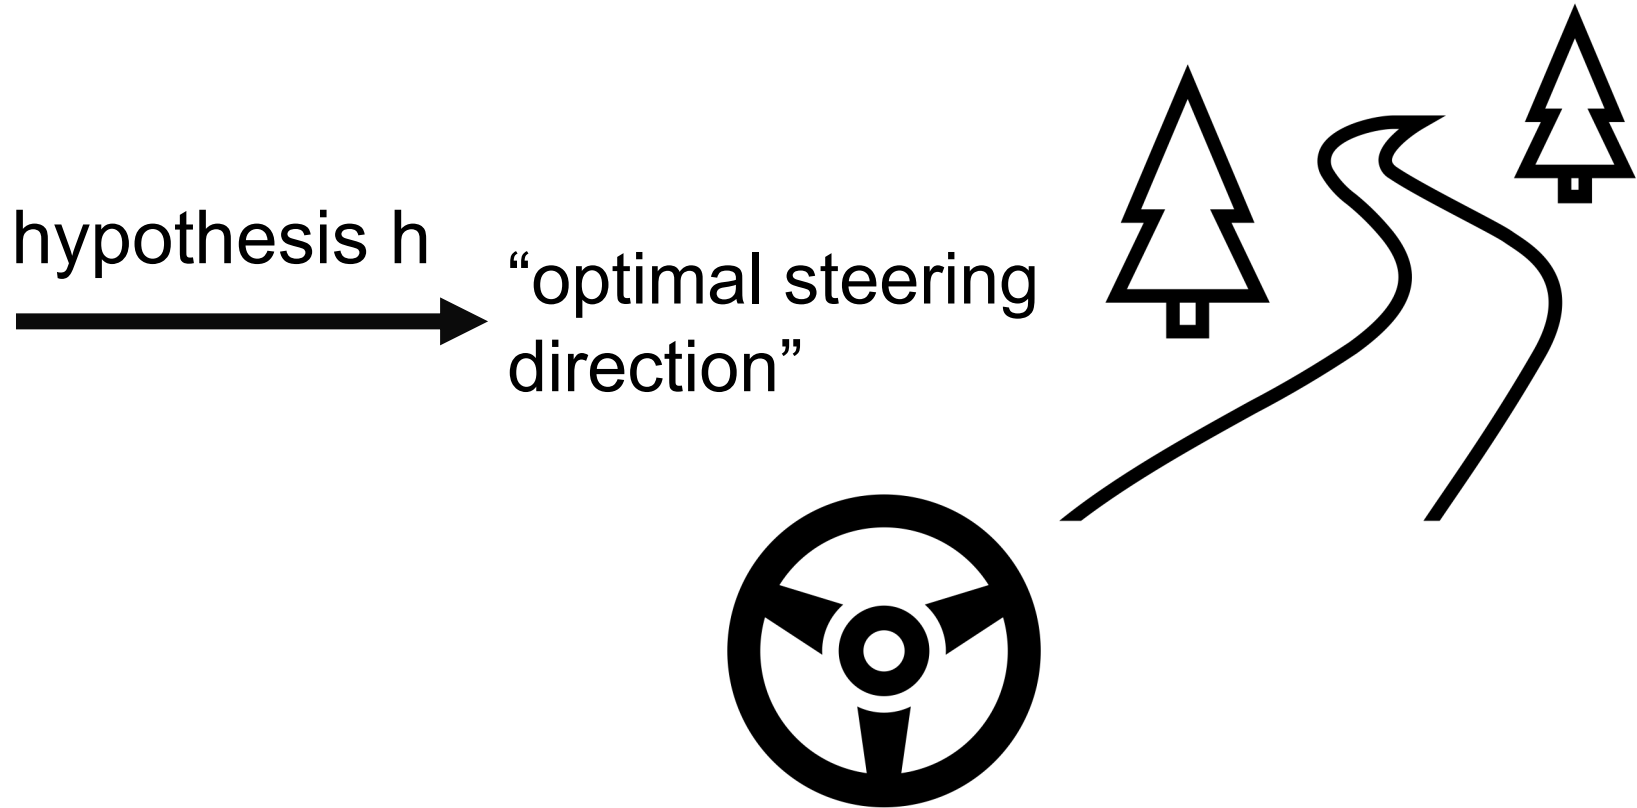 hypothesis h
“optimal steering
direction”